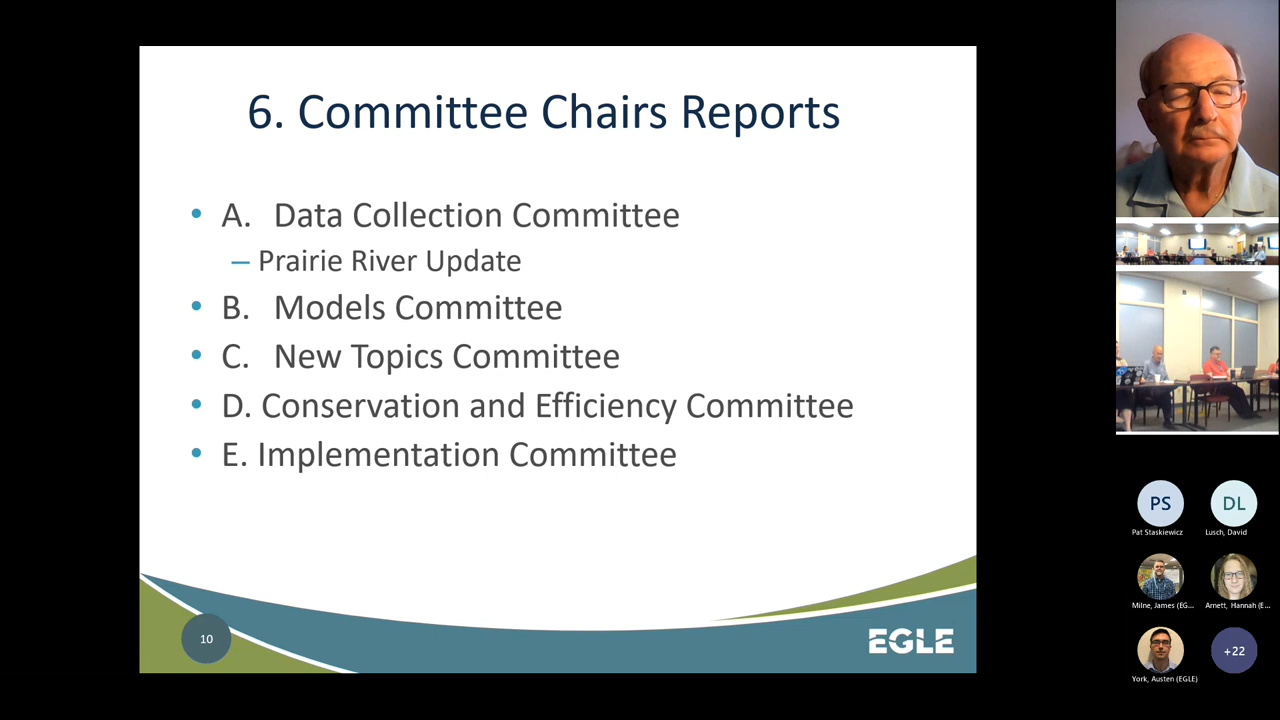 6. Committee Chairs Reports
• A. Data Collection Committee
– Prairie River Update
• B. Models Committee
• C. New Topics Committee
• D. Conservation and Efficiency Committee
• E. Implementation Committee
10
EGLE
PS
DL
Pat Staskiewicz
Lusch, David
Milne, James (EG...
Arnett, Hannah (E...
York, Austen (EGLE)
+22